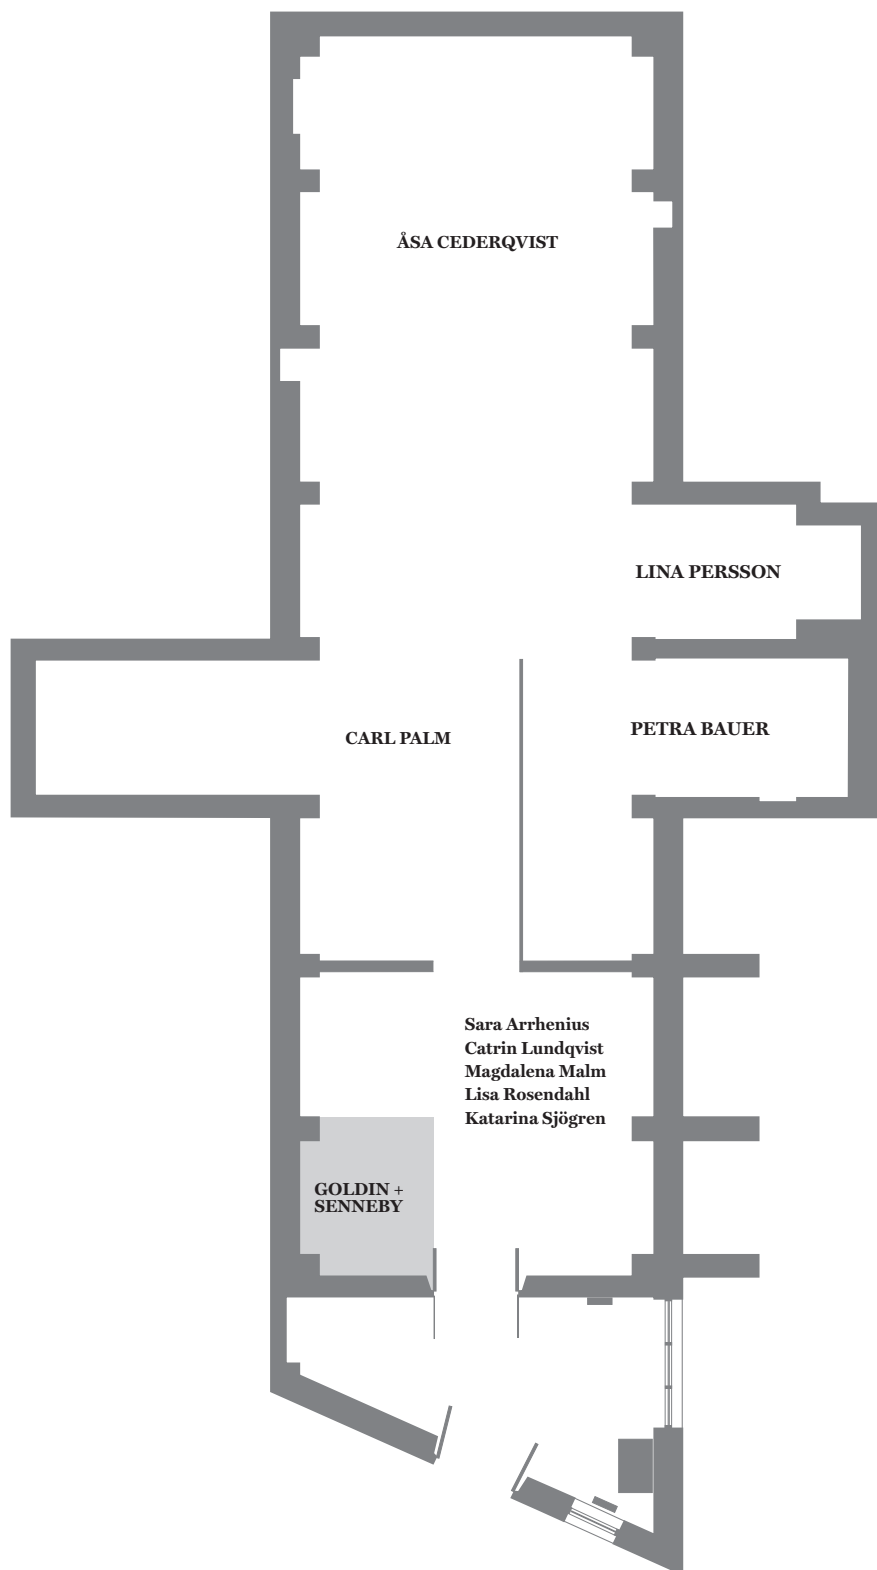 ÅSA CEDERQVIST
LINA PERSSON
PETRA BAUER
CARL PALM
Sara Arrhenius
Catrin Lundqvist
Magdalena Malm
Lisa Rosendahl
Katarina Sjögren
GOLDIN +
SENNEBY